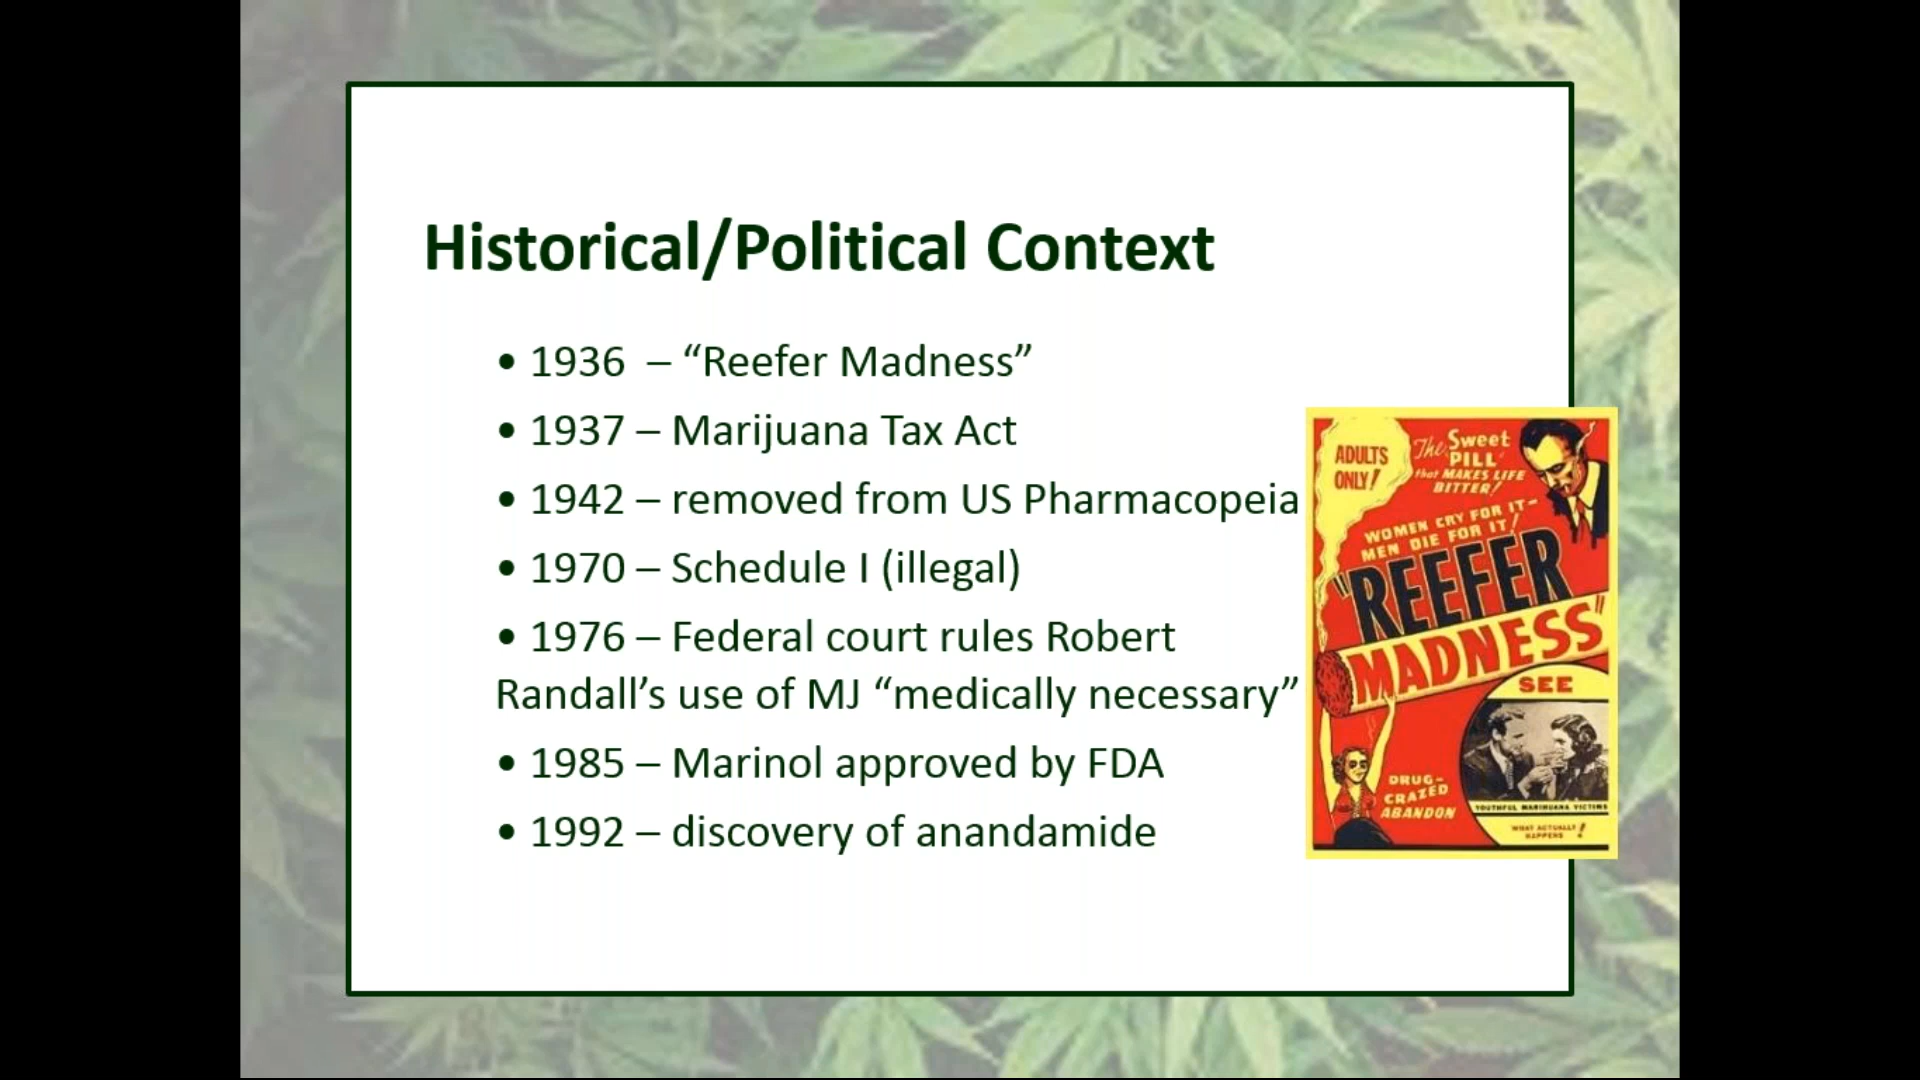 Historical/Political Context
• 1936 – “Reefer Madness”
• 1937 – Marijuana Tax Act
• 1942 – removed from US Pharmacopeia
• 1970 – Schedule I (illegal)
• 1976 – Federal court rules Robert
Randall’s use of MJ “medically necessary”
• 1985 – Marinol approved by FDA
• 1992 – discovery of anandamide
ADULTS
ONLY!
The Sweet
PILL
that MAKES LIFE
BITTER!
WOMEN CRY FOR IT-
MEN DIE FOR IT!
"REEFER
MADNESS"
SEE
DRUG-
CRAZED
ABANDON
YOUTHFUL MARIHUANA VICTIMS
WHAT ACTUALLY
HAPPENS!